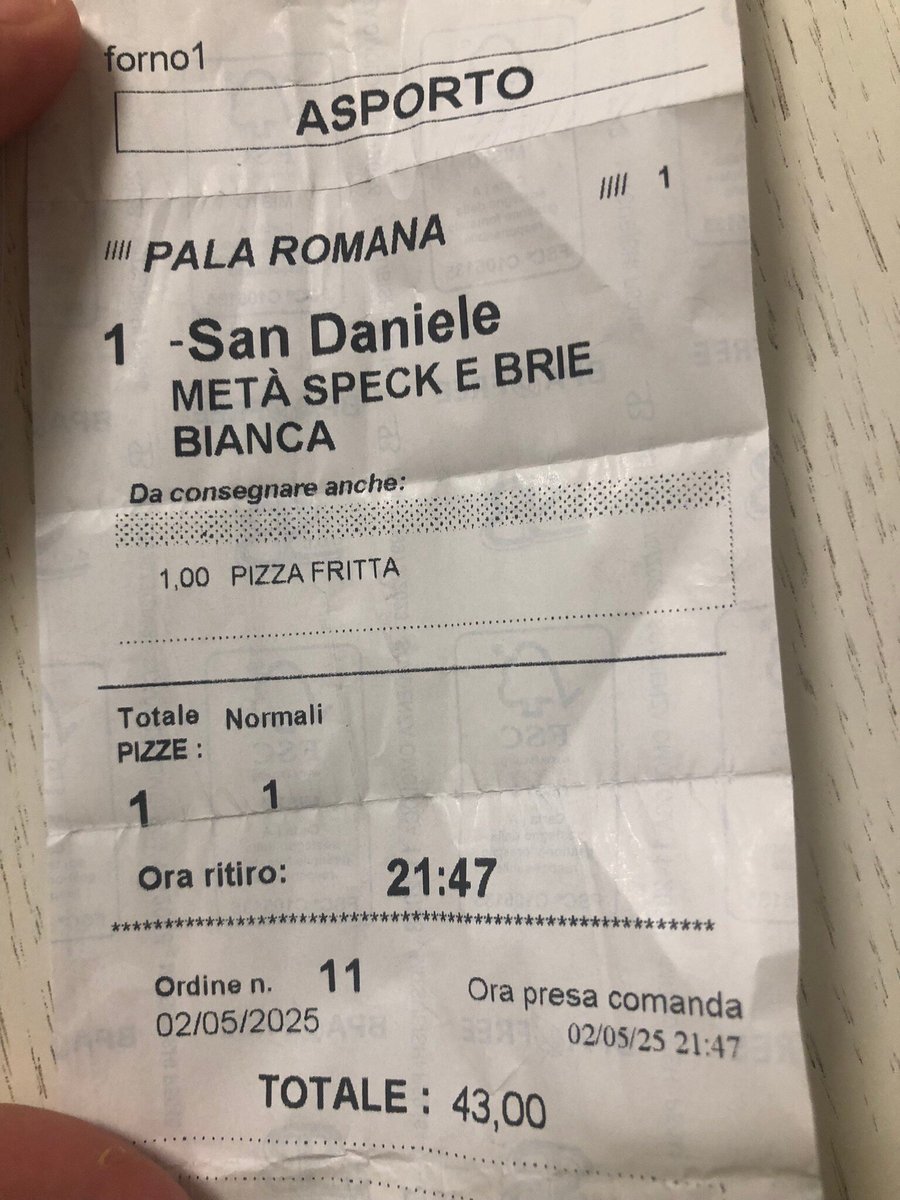 forno1
ASPORTO
//// 1
//// PALA ROMANA
1 -San Daniele
METÀ SPECK E BRIE
BIANCA
Da consegnare anche:
1,00 PIZZA FRITTA
Totale Normali
PIZZE :
1 1
Ora ritiro: 21:47
************************************************************
Ordine n. 11
Ora presa comanda
02/05/2025
02/05/25 21:47
TOTALE : 43,00